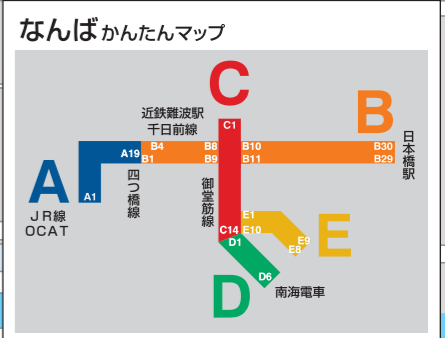 なんば かんたんマップ
C
B
A
近鉄難波駅
千日前線
C1
A19
B4
B8
B10
B30
B1
B9
B11
B29
日本橋駅
A1
四つ橋線
御堂筋線
JR線
OCAT
E1
E
C14
E10
E9
D1
E8
D
D6
南海電車